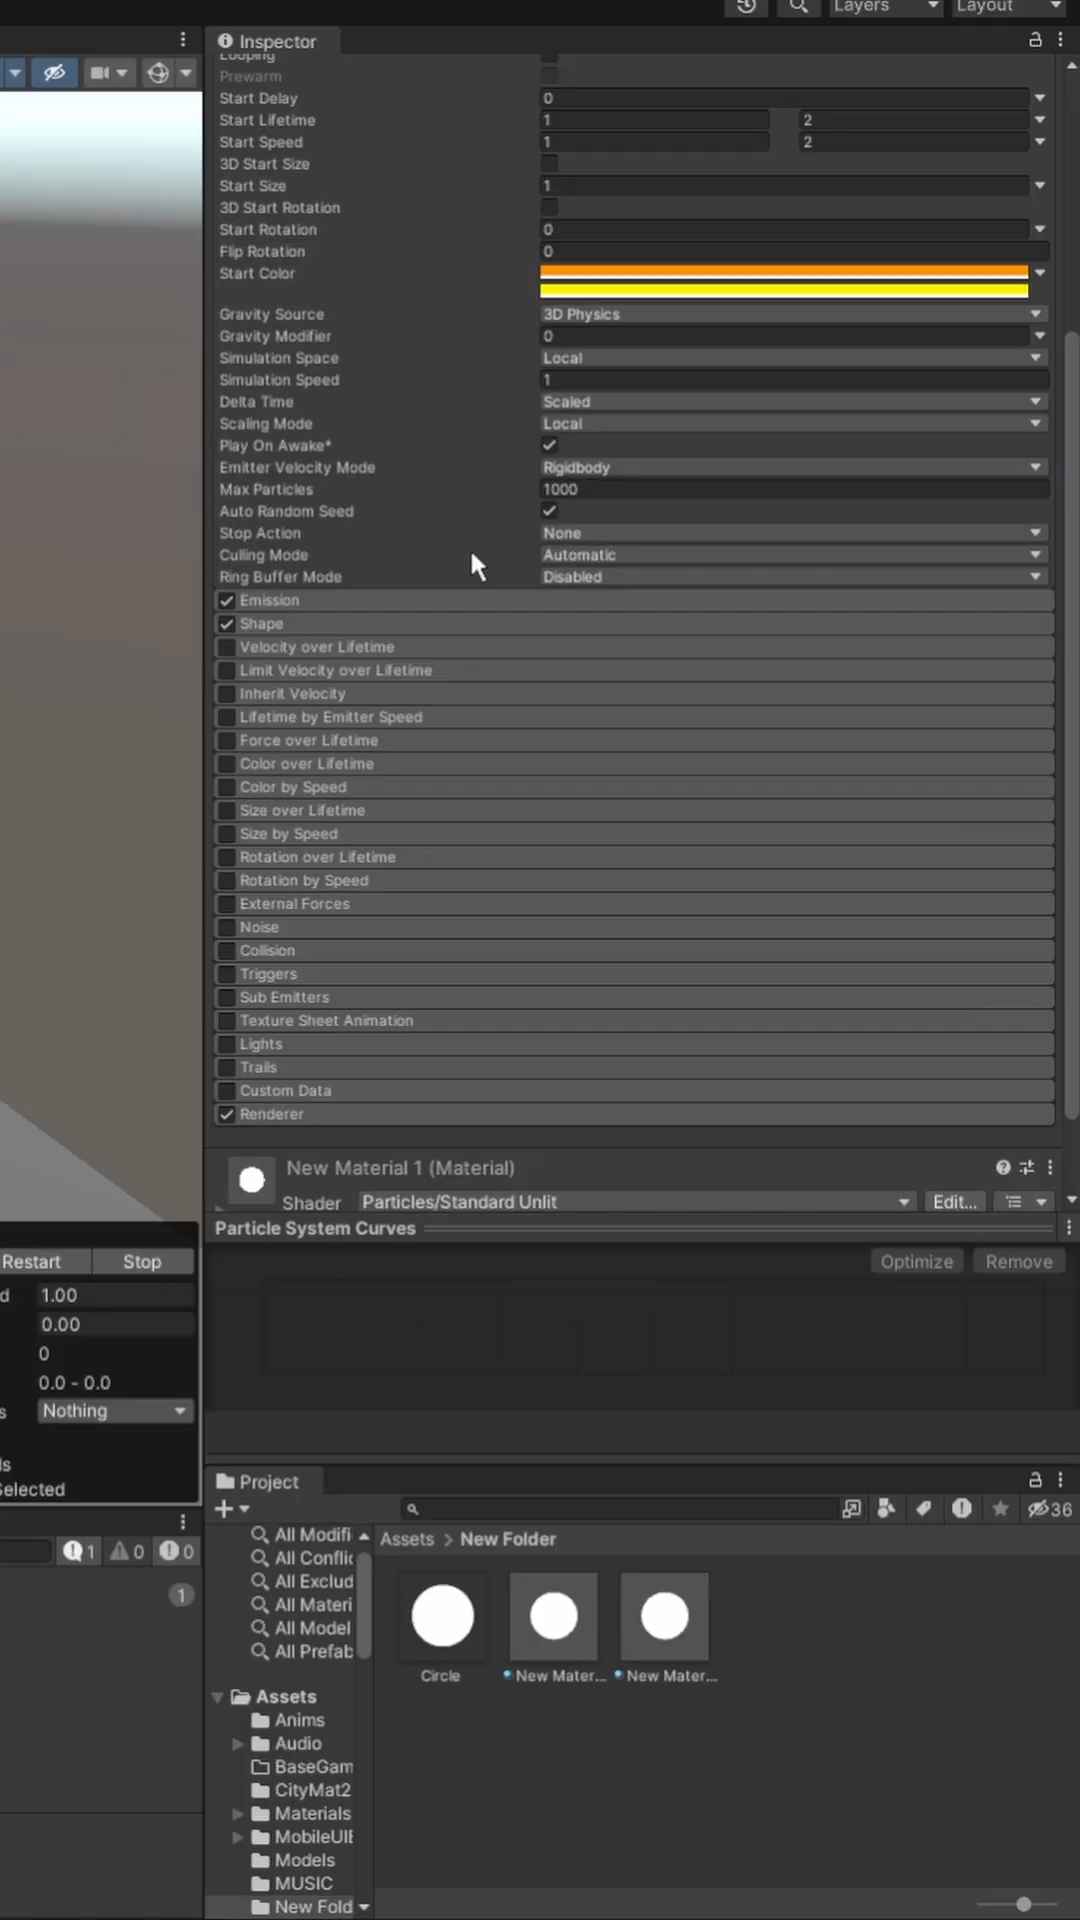 Layers
Layout
Inspector
Looping
Prewarm
Start Delay 0
Start Lifetime 1 2
Start Speed 1 2
3D Start Size
Start Size 1
3D Start Rotation
Start Rotation 0
Flip Rotation 0
Start Color
Gravity Source 3D Physics
Gravity Modifier 0
Simulation Space Local
Simulation Speed 1
Delta Time Scaled
Scaling Mode Local
Play On Awake*
Emitter Velocity Mode Rigidbody
Max Particles 1000
Auto Random Seed
Stop Action None
Culling Mode Automatic
Ring Buffer Mode Disabled
Emission
Shape
Velocity over Lifetime
Limit Velocity over Lifetime
Inherit Velocity
Lifetime by Emitter Speed
Force over Lifetime
Color over Lifetime
Color by Speed
Size over Lifetime
Size by Speed
Rotation over Lifetime
Rotation by Speed
External Forces
Noise
Collision
Triggers
Sub Emitters
Texture Sheet Animation
Lights
Trails
Custom Data
Renderer
New Material 1 (Material)
Shader Particles/Standard Unlit Edit...
Particle System Curves
Optimize Remove
Restart Stop
d 1.00
0.00
0
0.0 - 0.0
s Nothing
ls
Selected
1 0 0
1
Project
36
All Modifi
All Conflic
All Exclud
All Materi
All Model
All Prefab
Assets
Anims
Audio
BaseGam
CityMat2
Materials
MobileUIE
Models
MUSIC
New Fold
Assets > New Folder
Circle
New Mater...
New Mater...